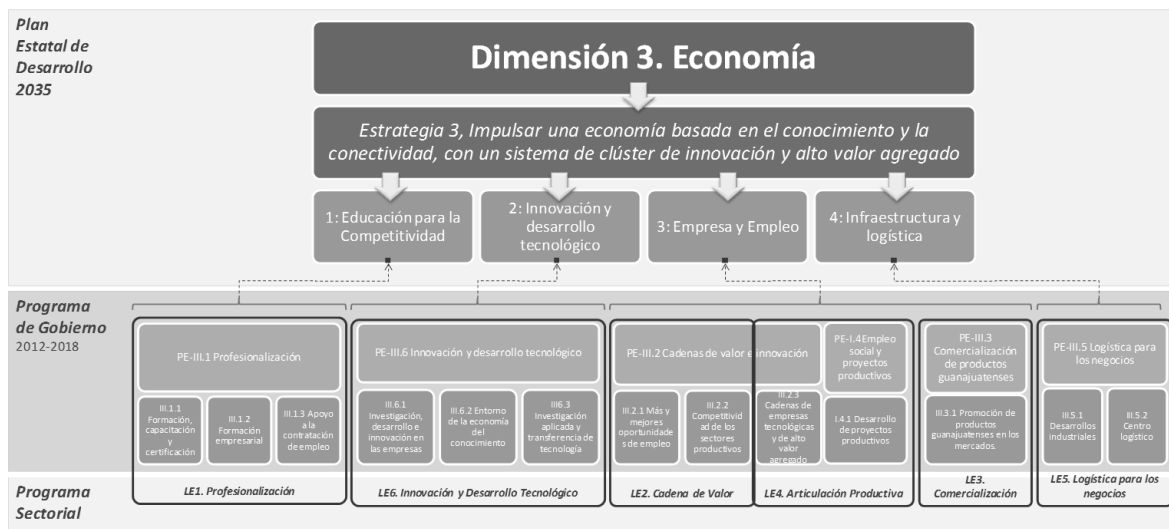 Plan
Estatal de
Desarrollo
2035
Dimensión 3. Economía
Estrategia 3, Impulsar una economía basada en el conocimiento y la
conectividad, con un sistema de clúster de innovación y alto valor agregado
1: Educación para la
Competitividad
2: Innovación y
desarrollo
tecnológico
3: Empresa y Empleo
4: Infraestructura y
logística
Programa
de Gobierno
2012-2018
PE-III.1 Profesionalización
III.1.1
Formación,
capacitación y
certificación
III.1.2
Formación
empresarial
III.1.3 Apoyo
a la
contratación
de empleo
PE-III.6 Innovación y desarrollo tecnológico
III.6.1
Investigación,
desarrollo e
innovación en
las empresas
III.6.2 Entorno
de la economía
del
conocimiento
III6.3
Investigación
aplicada y
transferencia de
tecnología
PE-III.2 Cadenas de valor e innovación
III.2.1 Más y
mejores
oportunidade
s de empleo
III.2.2
Competitivid
ad de los
sectores
productivos
III.2.3
Cadenas de
empresas
tecnológicas
y de alto
valor
agregado
PE-I.4 Empleo
social y
proyectos
productivos
I.4.1 Desarrollo
de proyectos
productivos
PE-III.3
Comercialización
de productos
guanajuatenses
III.3.1 Promoción de
productos
guanajuatenses en los
mercados.
PE-III.5 Logística para
los negocios
III.5.1
Desarrollos
industriales
III.5.2
Centro
logístico
Programa
Sectorial
LE1. Profesionalización
LE6. Innovación y Desarrollo Tecnológico
LE2. Cadena de Valor
LE4. Articulación Productiva
LE3.
Comercialización
LE5. Logística para los
negocios